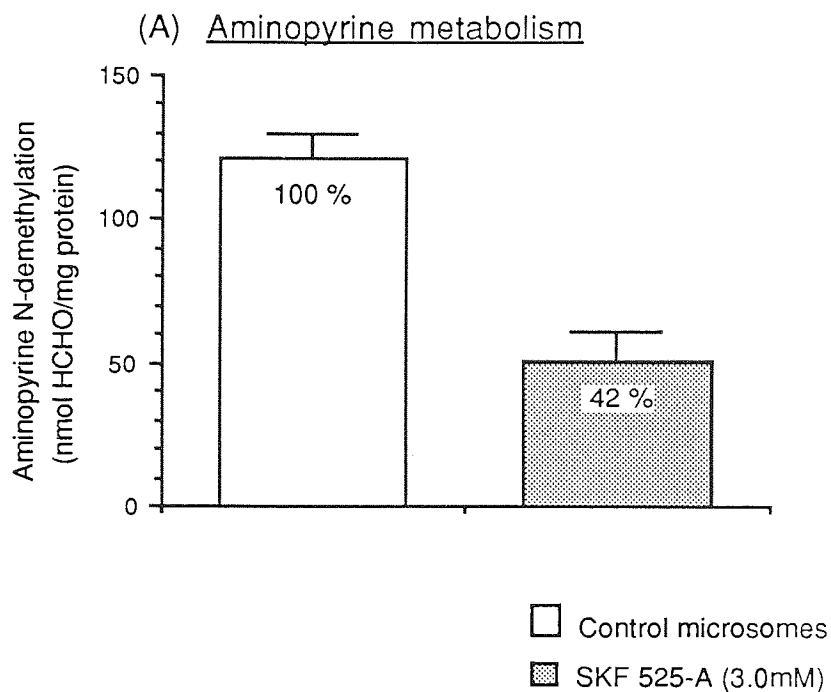 (A) Aminopyrine metabolism
Aminopyrine N-demethylation
(nmol HCHO/mg protein)
150
100
50
0
100 %
42 %
Control microsomes
SKF 525-A (3.0mM)